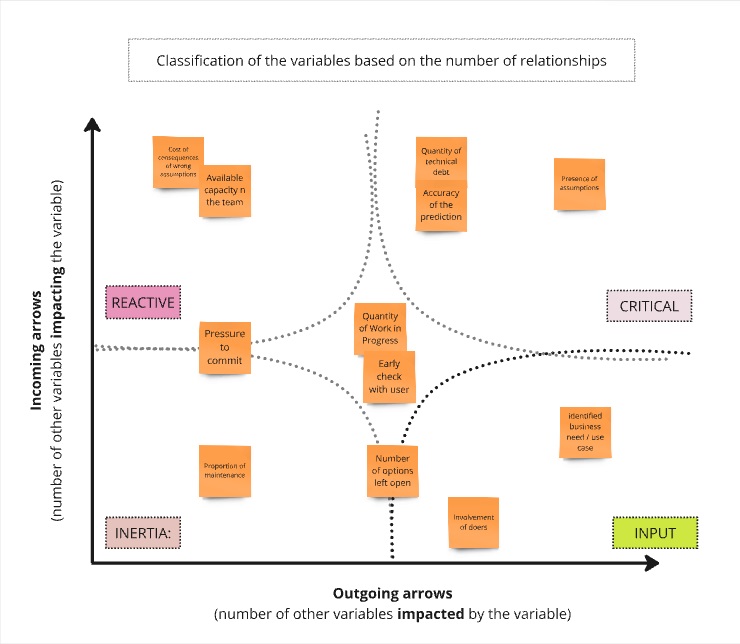 Classification of the variables based on the number of relationships
Incoming arrows
(number of other variables impacting the variable)
Cost of
consequences
of wrong
assumptions
Available
capacity n
the team
Quantity of
technical
debt
Accuracy
of the
prediction
Presence of
assumptions
REACTIVE
CRITICAL
Pressure
to
commit
Quantity
of Work in
Progress
Early
check
with user
Identified
business
need / use
case
Proportion of
maintenance
Number
of options
left open
Involvement
of doers
INERTIA:
INPUT
Outgoing arrows
(number of other variables impacted by the variable)